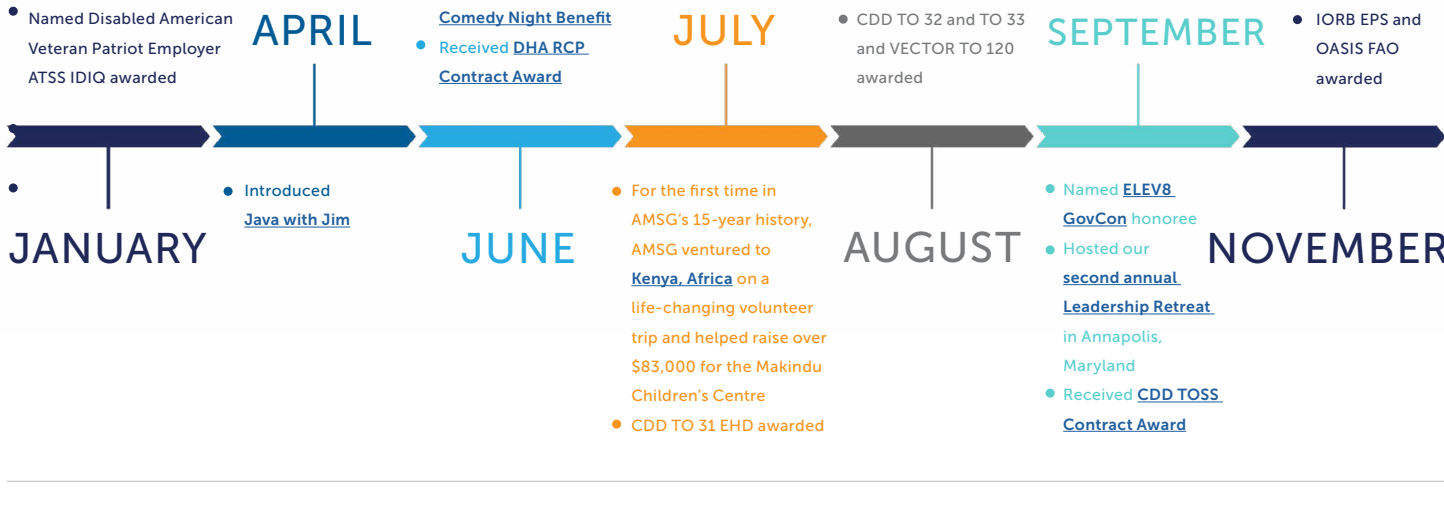 Named Disabled American
Veteran Patriot Employer
ATSS IDIQ awarded
JANUARY
APRIL
Introduced
Java with Jim
Comedy Night Benefit
Received DHA RCP
Contract Award
JUNE
JULY
For the first time in
AMSG’s 15-year history,
AMSG ventured to
Kenya, Africa on a
life-changing volunteer
trip and helped raise over
$83,000 for the Makindu
Children’s Centre
CDD TO 31 EHD awarded
CDD TO 32 and TO 33
and VECTOR TO 120
awarded
AUGUST
SEPTEMBER
Named ELEV8
GovCon honoree
Hosted our
second annual
Leadership Retreat
in Annapolis,
Maryland
Received CDD TOSS
Contract Award
IORB EPS and
OASIS FAO
awarded
NOVEMBER